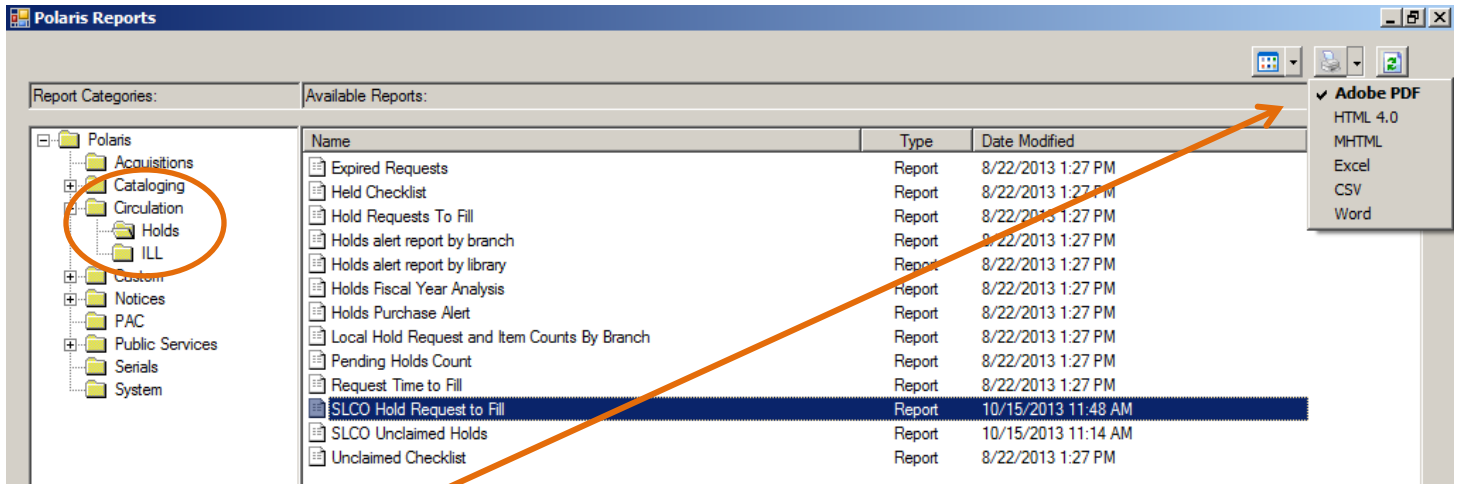 Polaris Reports
Report Categories:
Available Reports:
Adobe PDF
HTML 4.0
MHTML
Excel
CSV
Word
Polaris
Acquisitions
Cataloging
Circulation
Holds
ILL
Custom
Notices
PAC
Public Services
Serials
System
Name Type Date Modified
Expired Requests Report 8/22/2013 1:27 PM
Held Checklist Report 8/22/2013 1:27 PM
Hold Requests To Fill Report 8/22/2013 1:27 PM
Holds alert report by branch Report 8/22/2013 1:27 PM
Holds alert report by library Report 8/22/2013 1:27 PM
Holds Fiscal Year Analysis Report 8/22/2013 1:27 PM
Holds Purchase Alert Report 8/22/2013 1:27 PM
Local Hold Request and Item Counts By Branch Report 8/22/2013 1:27 PM
Pending Holds Count Report 8/22/2013 1:27 PM
Request Time to Fill Report 8/22/2013 1:27 PM
SLCO Hold Request to Fill Report 10/15/2013 11:48 AM
SLCO Unclaimed Holds Report 10/15/2013 11:14 AM
Unclaimed Checklist Report 8/22/2013 1:27 PM